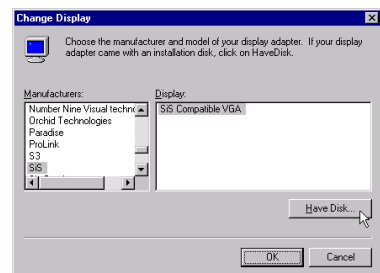 Change Display
Choose the manufacturer and model of your display adapter. If your display
adapter came with an installation disk, click on HaveDisk.
Manufacturers:
Number Nine Visual techno
Orchid Technologies
Paradise
ProLink
S3
SiS
Display:
SiS Compatible VGA
Have Disk...
OK
Cancel